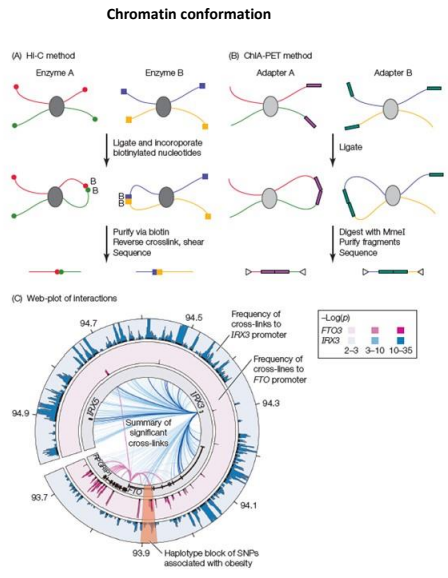 Chromatin conformation
(A) HI-C method
(B) ChIA-PET method
Enzyme A
Enzyme B
Adapter A
Adapter B
Ligate and incoroporate
biotinylated nucleotides
Ligate
B
B
B
B
Purify via biotin
Reverse crosslink, shear
Sequence
Digest with MmeI
Purify fragments
Sequence
(C) Web-plot of interactions
94.7
94.5
Frequency of
cross-links to
IRX3 promoter
–Log(p)
FTO3
IRX3
2–3 3–10 10–35
Frequency of
cross-lines to
FTO promoter
94.3
94.9
IRX5
IRX3
Summary of
significant
cross-links
FTO
93.7
94.1
93.9
Haplotype block of SNPs
associated with obesity